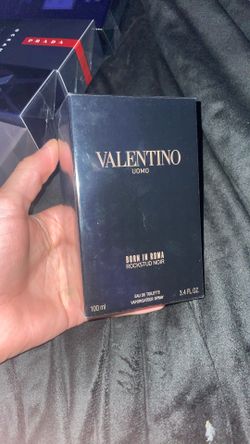 PRADA
VALENTINO
UOMO
BORN IN ROMA
ROCKSTUD NOIR
EAU DE TOILETTE
VAPORISATEUR SPRAY
100 ml
3.4 FL.OZ.